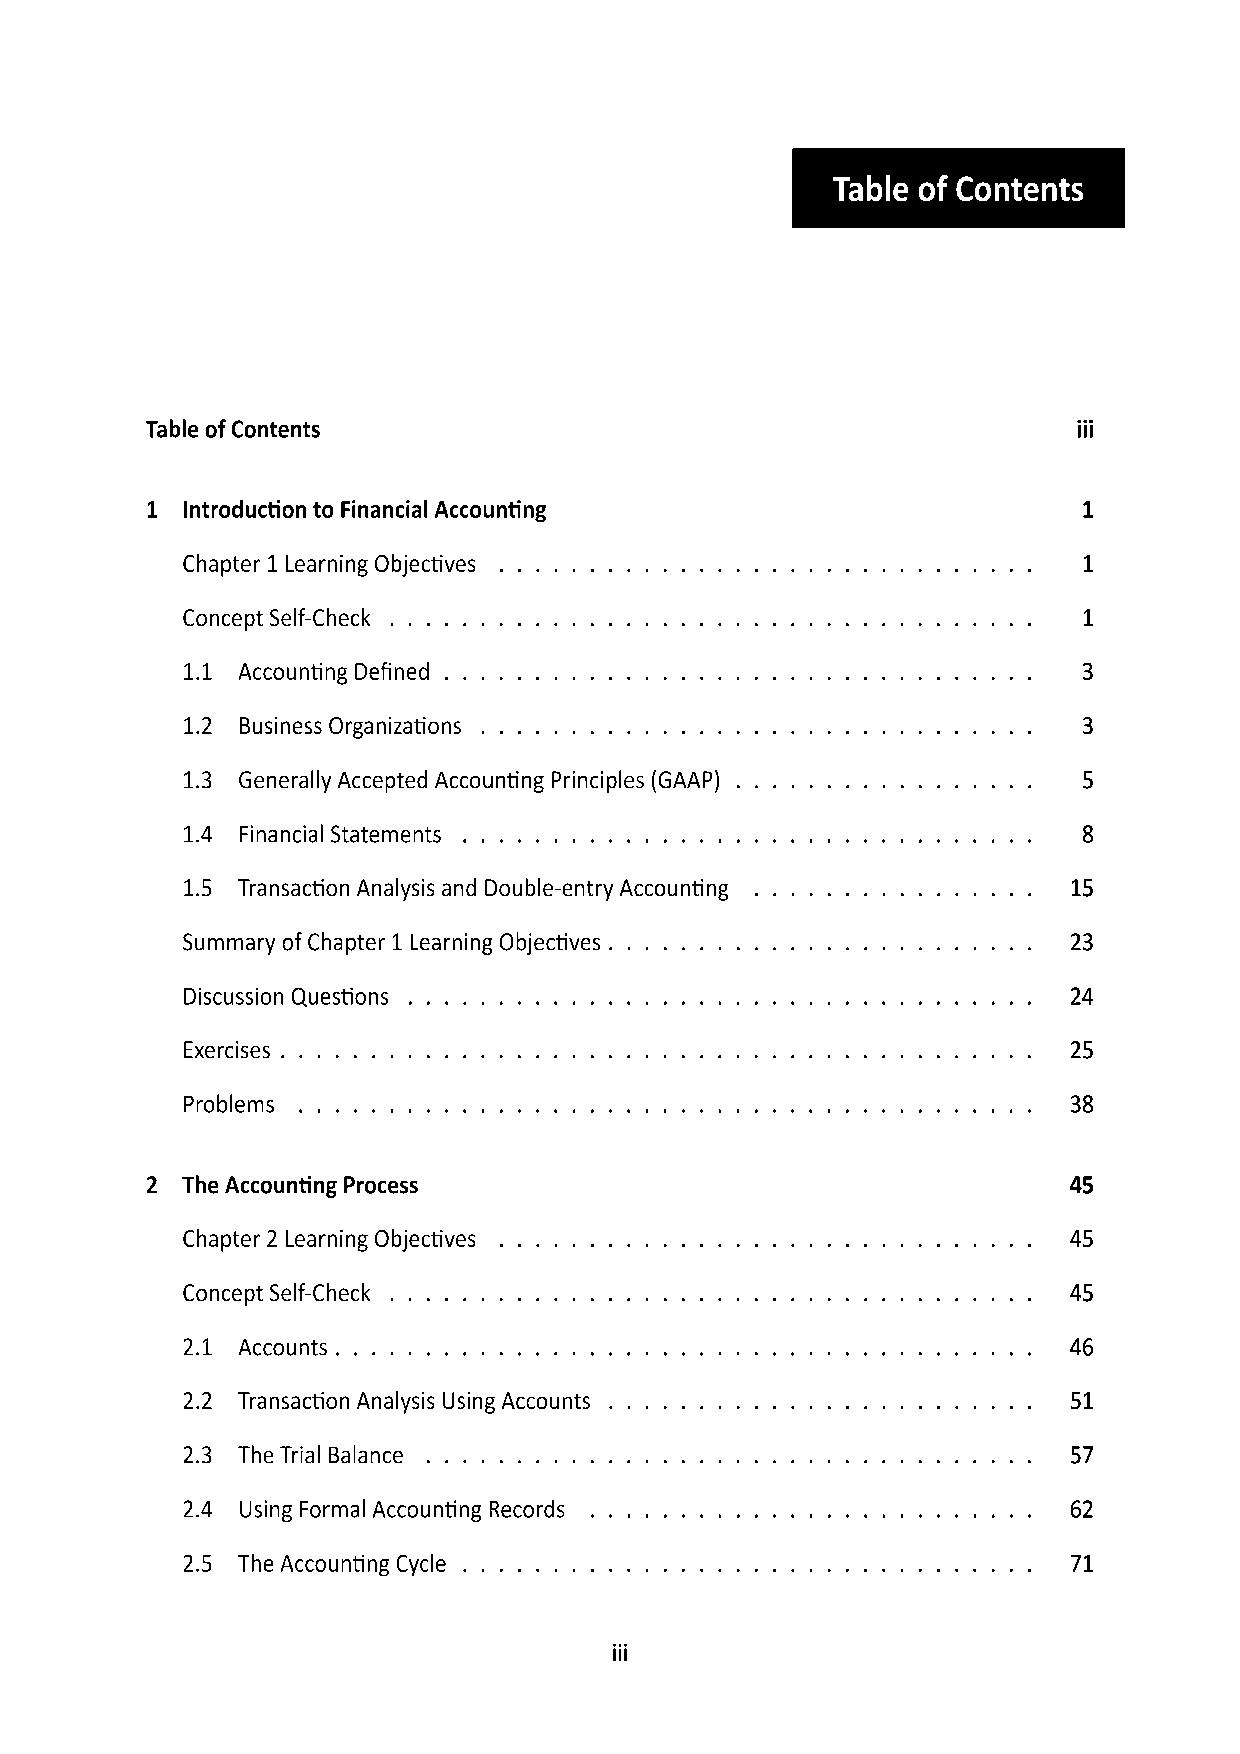 Table of Contents
Table of Contents iii
1 Introduction to Financial Accounting 1
Chapter 1 Learning Objectives . . . . . . . . . . . . . . . . . . . . . . . . . . . . . . 1
Concept Self-Check . . . . . . . . . . . . . . . . . . . . . . . . . . . . . . . . . . . . 1
1.1 Accounting Defined . . . . . . . . . . . . . . . . . . . . . . . . . . . . . . . . . 3
1.2 Business Organizations . . . . . . . . . . . . . . . . . . . . . . . . . . . . . . . 3
1.3 Generally Accepted Accounting Principles (GAAP) . . . . . . . . . . . . . . . . . 5
1.4 Financial Statements . . . . . . . . . . . . . . . . . . . . . . . . . . . . . . . . 8
1.5 Transaction Analysis and Double-entry Accounting . . . . . . . . . . . . . . . . 15
Summary of Chapter 1 Learning Objectives . . . . . . . . . . . . . . . . . . . . . . . . 23
Discussion Questions . . . . . . . . . . . . . . . . . . . . . . . . . . . . . . . . . . . 24
Exercises . . . . . . . . . . . . . . . . . . . . . . . . . . . . . . . . . . . . . . . . . . 25
Problems . . . . . . . . . . . . . . . . . . . . . . . . . . . . . . . . . . . . . . . . . 38
2 The Accounting Process 45
Chapter 2 Learning Objectives . . . . . . . . . . . . . . . . . . . . . . . . . . . . . . 45
Concept Self-Check . . . . . . . . . . . . . . . . . . . . . . . . . . . . . . . . . . . . 45
2.1 Accounts . . . . . . . . . . . . . . . . . . . . . . . . . . . . . . . . . . . . . . . 46
2.2 Transaction Analysis Using Accounts . . . . . . . . . . . . . . . . . . . . . . . . 51
2.3 The Trial Balance . . . . . . . . . . . . . . . . . . . . . . . . . . . . . . . . . . 57
2.4 Using Formal Accounting Records . . . . . . . . . . . . . . . . . . . . . . . . . 62
2.5 The Accounting Cycle . . . . . . . . . . . . . . . . . . . . . . . . . . . . . . . . 71
iii